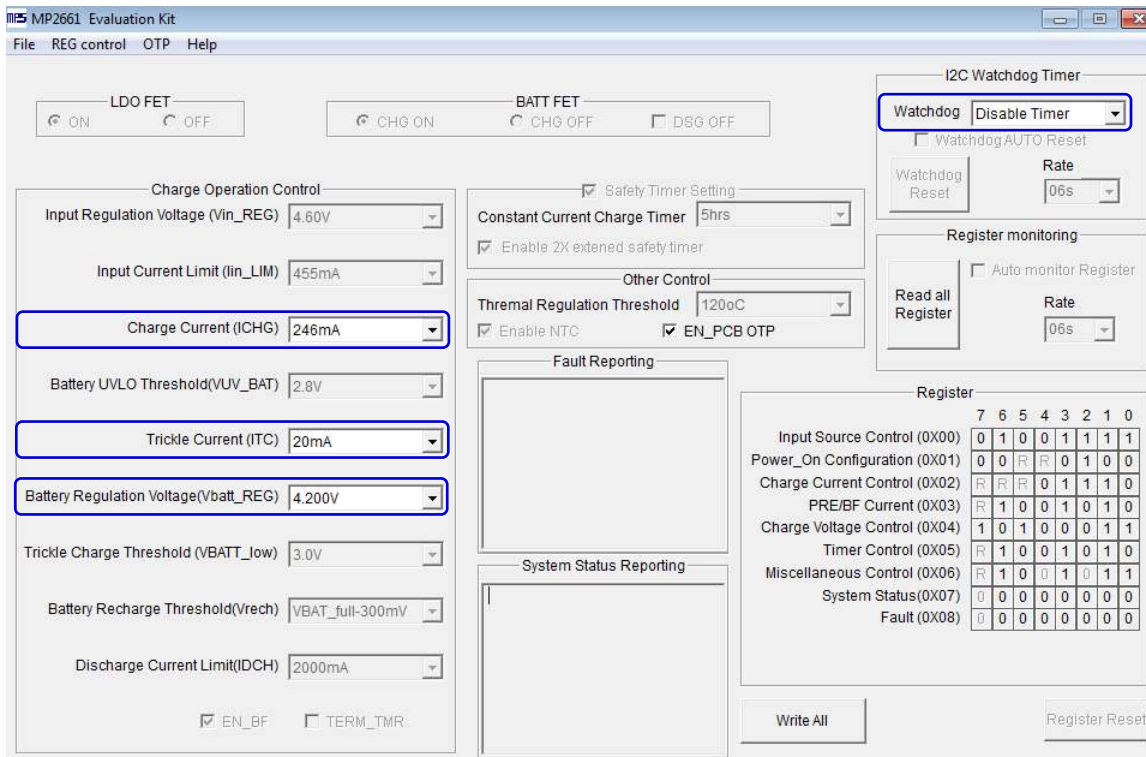 mps MP2661 Evaluation Kit
File REG control OTP Help
LDO FET
ON OFF
BATT FET
CHG ON CHG OFF DSG OFF
I2C Watchdog Timer
Watchdog Disable Timer
Watchdog AUTO Reset
Watchdog Reset
Rate
06s
Charge Operation Control
Input Regulation Voltage (Vin_REG) 4.60V
Input Current Limit (Iin_LIM) 455mA
Charge Current (ICHG) 246mA
Battery UVLO Threshold(VUV_BAT) 2.8V
Trickle Current (ITC) 20mA
Battery Regulation Voltage(Vbatt_REG) 4.200V
Trickle Charge Threshold (VBATT_low) 3.0V
Battery Recharge Threshold(Vrech) VBAT_full-300mV
Discharge Current Limit(IDCH) 2000mA
EN_BF TERM_TMR
Safety Timer Setting
Constant Current Charge Timer 5hrs
Enable 2X extened safety timer
Other Control
Thremal Regulation Threshold 120oC
Enable NTC EN_PCB OTP
Fault Reporting
System Status Reporting
Register monitoring
Auto monitor Register
Read all Register
Rate
06s
Register
7 6 5 4 3 2 1 0
Input Source Control (0X00) 0 1 0 0 1 1 1 1
Power_On Configuration (0X01) 0 0 R R 0 1 0 0
Charge Current Control (0X02) R R R 0 1 1 1 0
PRE/BF Current (0X03) R 1 0 0 1 0 1 0
Charge Voltage Control (0X04) 1 0 1 0 0 0 1 1
Timer Control (0X05) R 1 0 0 1 0 1 0
Miscellaneous Control (0X06) R 1 0 0 1 0 1 1
System Status(0X07) 0 0 0 0 0 0 0 0
Fault (0X08) 0 0 0 0 0 0 0 0
Write All
Register Reset